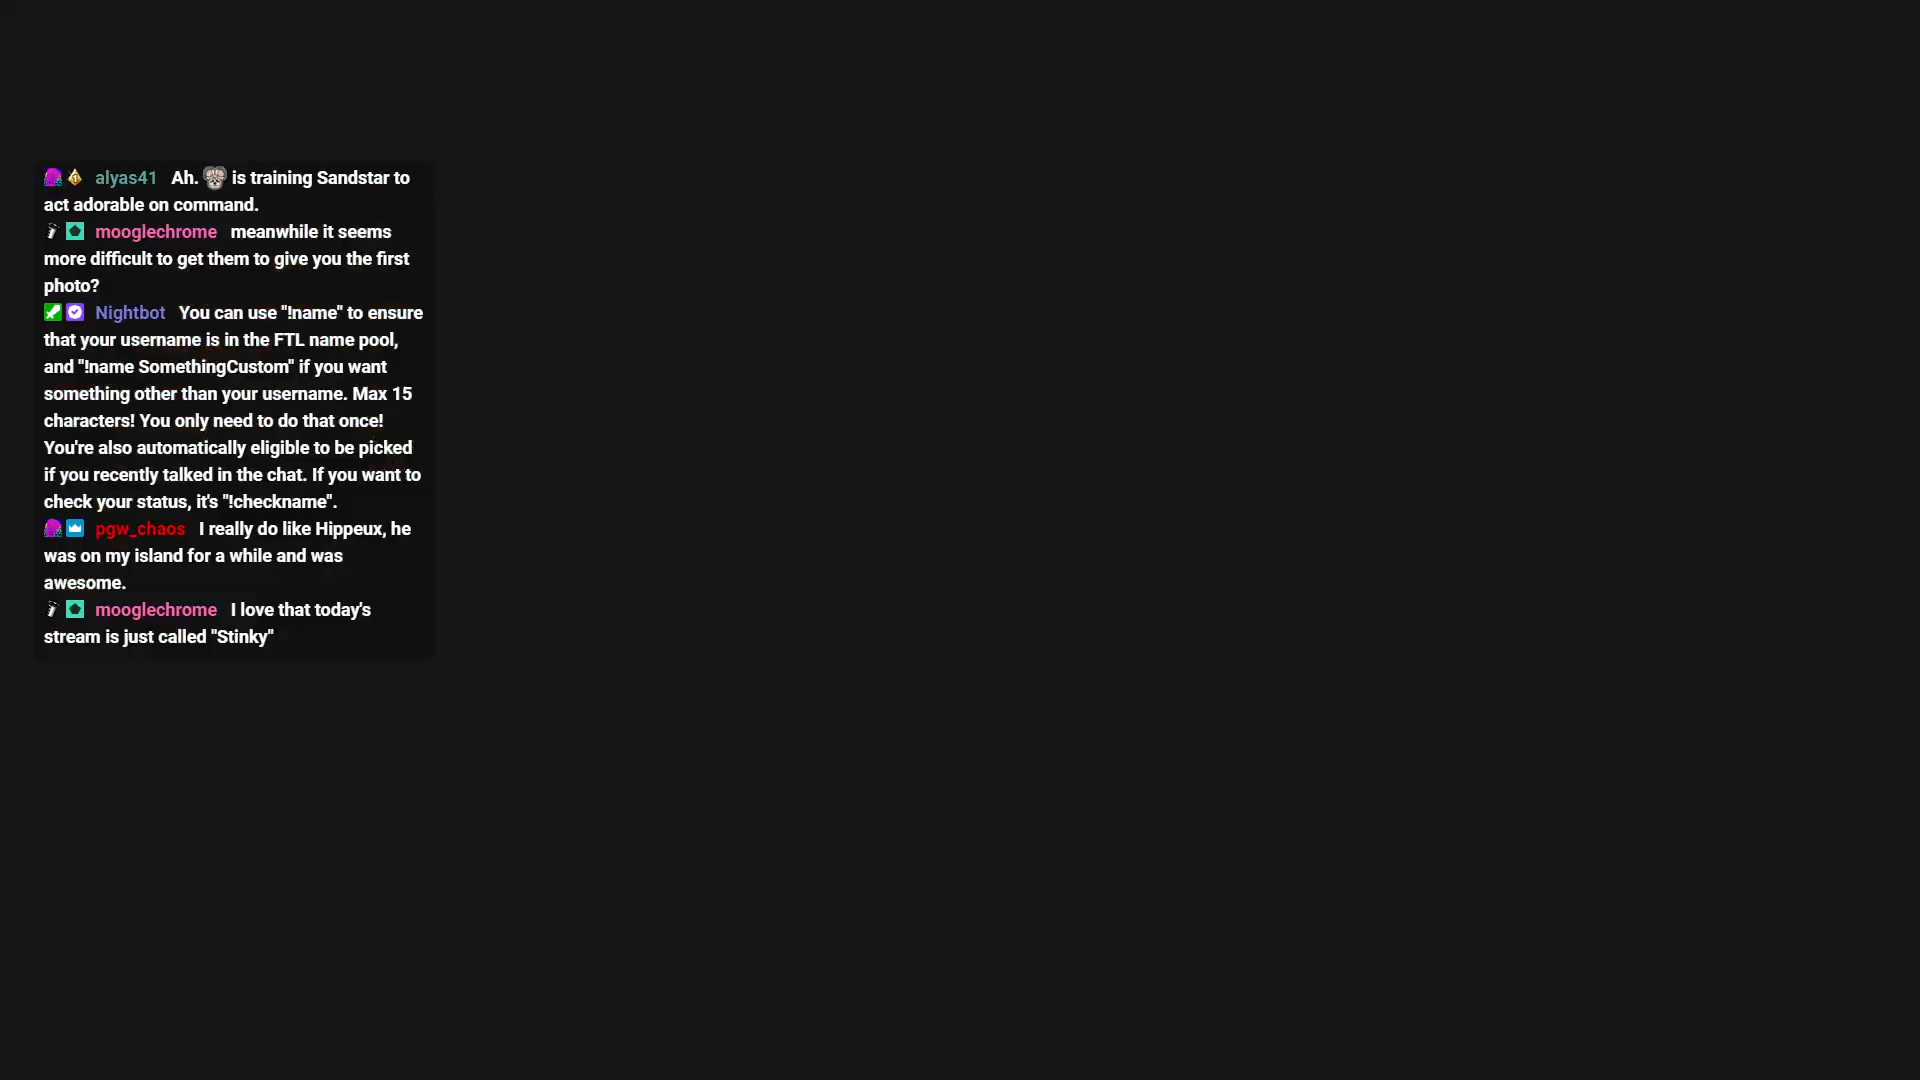 alyas41 Ah. is training Sandstar to
act adorable on command.
mooglechrome meanwhile it seems
more difficult to get them to give you the first
photo?
Nightbot You can use "!name" to ensure
that your username is in the FTL name pool,
and "!name SomethingCustom" if you want
something other than your username. Max 15
characters! You only need to do that once!
You're also automatically eligible to be picked
if you recently talked in the chat. If you want to
check your status, it's "!checkname".
pgw_chaos I really do like Hippeux, he
was on my island for a while and was
awesome.
mooglechrome I love that today's
stream is just called "Stinky"